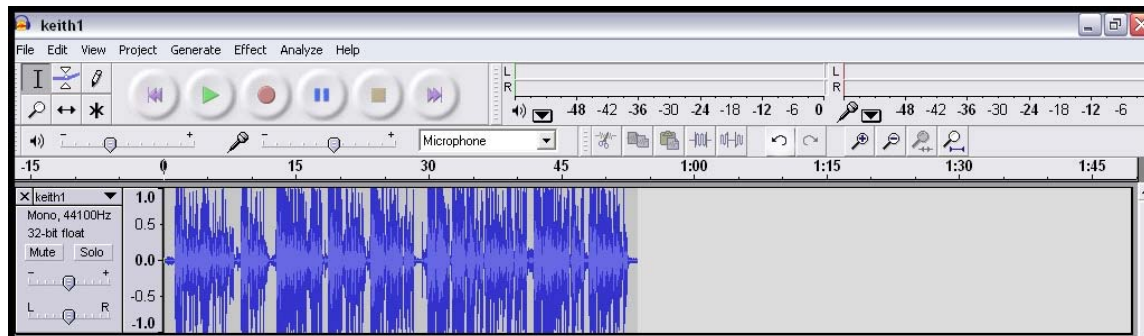 keith1
File Edit View Project Generate Effect Analyze Help
L L
R R
-48 -42 -36 -30 -24 -18 -12 -6 0 -48 -42 -36 -30 -24 -18 -12 -6
- + - + Microphone
-15 0 15 30 45 1:00 1:15 1:30 1:45
X keith1 1.0
Mono, 44100Hz
32-bit float 0.5
Mute Solo
- + 0.0
L R -0.5
-1.0